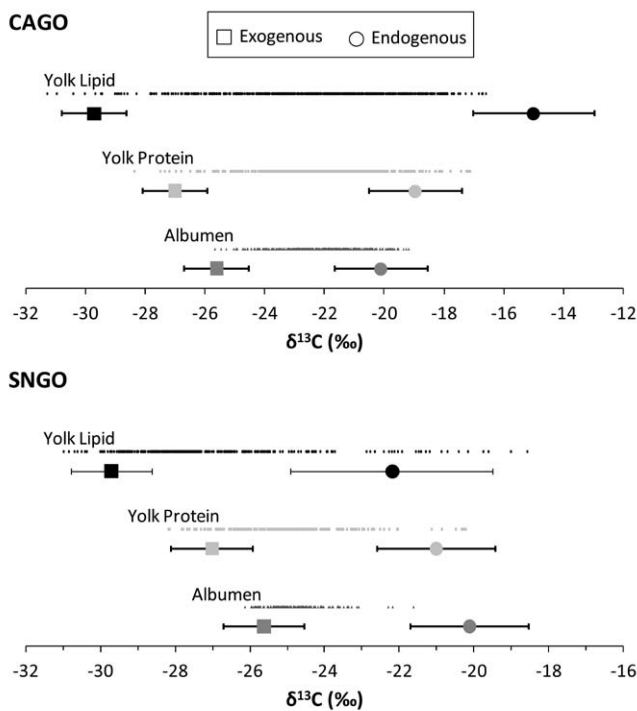 CAGO
Exogenous Endogenous
Yolk Lipid
Yolk Protein
Albumen
-32 -30 -28 -26 -24 -22 -20 -18 -16 -14 -12
δ¹³C (‰)
SNGO
Yolk Lipid
Yolk Protein
Albumen
-32 -30 -28 -26 -24 -22 -20 -18 -16
δ¹³C (‰)